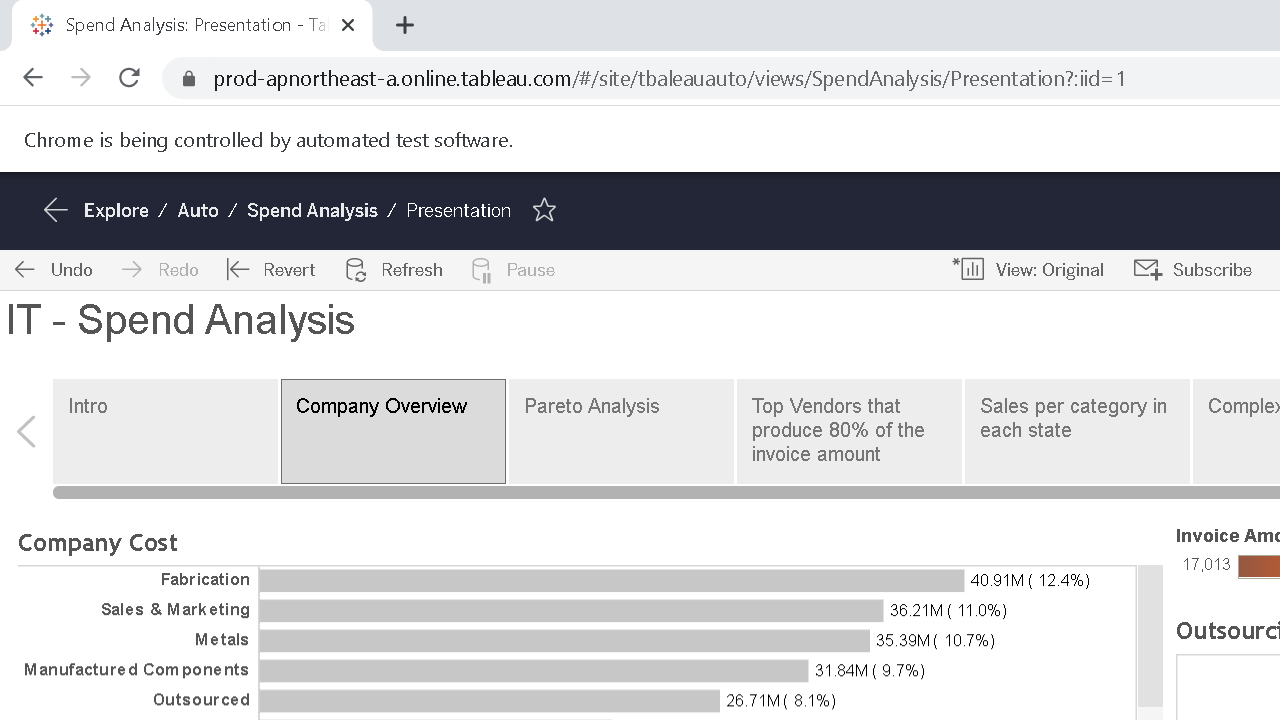 Spend Analysis: Presentation - Ta
prod-apnortheast-a.online.tableau.com/#/site/tbaleauauto/views/SpendAnalysis/Presentation?:iid=1
Chrome is being controlled by automated test software.
Explore / Auto / Spend Analysis / Presentation
Undo Redo Revert Refresh Pause View: Original Subscribe
IT - Spend Analysis
Intro
Company Overview
Pareto Analysis
Top Vendors that
produce 80% of the
invoice amount
Sales per category in
each state
Complex
Company Cost
Fabrication 40.91M ( 12.4%)
Sales & Marketing 36.21M ( 11.0%)
Metals 35.39M ( 10.7%)
Manufactured Components 31.84M ( 9.7%)
Outsourced 26.71M ( 8.1%)
Invoice Amo
17,013
Outsourci